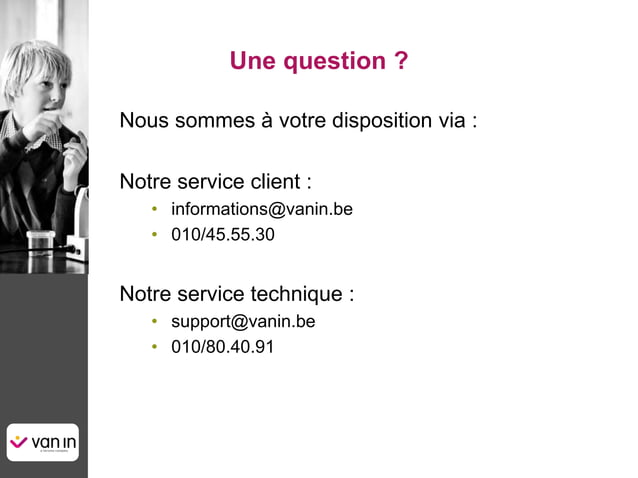 Une question ?
Nous sommes à votre disposition via :
Notre service client :
• informations@vanin.be
• 010/45.55.30
Notre service technique :
• support@vanin.be
• 010/80.40.91
van in